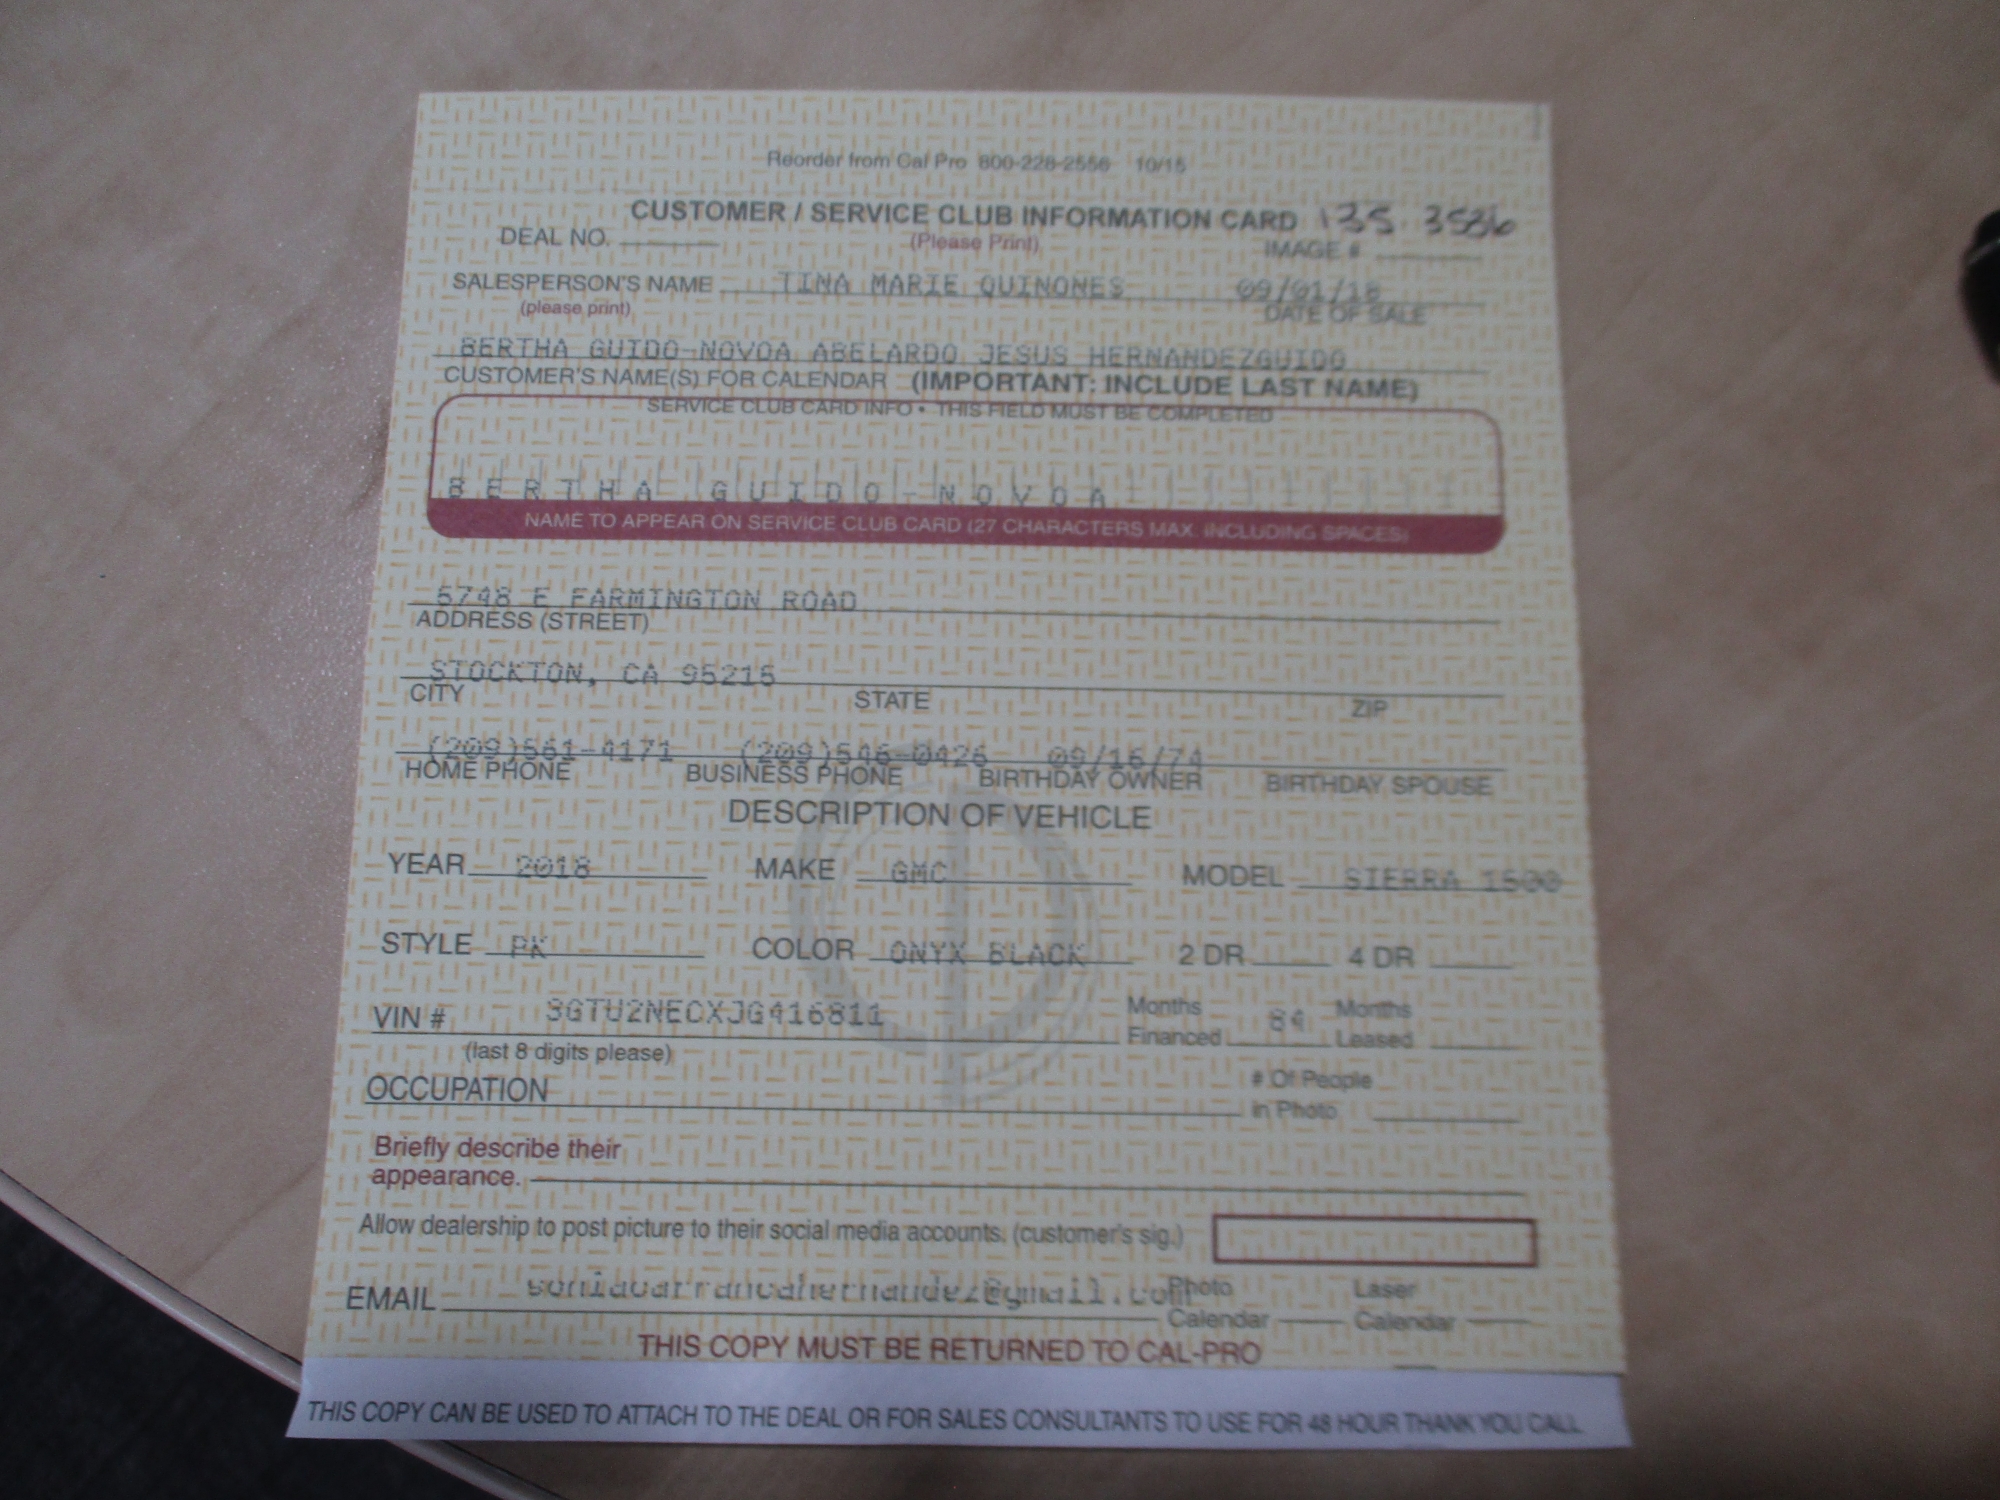 Reorder from Cal Pro 800-228-2556 10/15
CUSTOMER / SERVICE CLUB INFORMATION CARD 135 3586
DEAL NO. (Please Print) IMAGE #
SALESPERSON'S NAME TINA MARIE QUINONES 09/01/18
(please print) DATE OF SALE
BERTHA GUIDO-NOVOA ABELARDO JESUS HERNANDEZGUIDO
CUSTOMER'S NAME(S) FOR CALENDAR (IMPORTANT: INCLUDE LAST NAME)
SERVICE CLUB CARD INFO • THIS FIELD MUST BE COMPLETED
BERTHA GUIDO-NOVOA
NAME TO APPEAR ON SERVICE CLUB CARD (27 CHARACTERS MAX. INCLUDING SPACES)
5748 E FARMINGTON ROAD
ADDRESS (STREET)
STOCKTON, CA 95215
CITY STATE ZIP
(209)561-4171 (209)546-0426 09/16/74
HOME PHONE BUSINESS PHONE BIRTHDAY OWNER BIRTHDAY SPOUSE
DESCRIPTION OF VEHICLE
YEAR 2018 MAKE GMC MODEL SIERRA 1500
STYLE PK COLOR ONYX BLACK 2 DR 4 DR
VIN # 3GTU2NECXJG416811 Months Financed 84 Months Leased
(last 8 digits please)
OCCUPATION # Of People in Photo
Briefly describe their
appearance.
Allow dealership to post picture to their social media accounts. (customer's sig.)
EMAIL Photo Calendar Laser Calendar
THIS COPY MUST BE RETURNED TO CAL-PRO
THIS COPY CAN BE USED TO ATTACH TO THE DEAL OR FOR SALES CONSULTANTS TO USE FOR 48 HOUR THANK YOU CALL